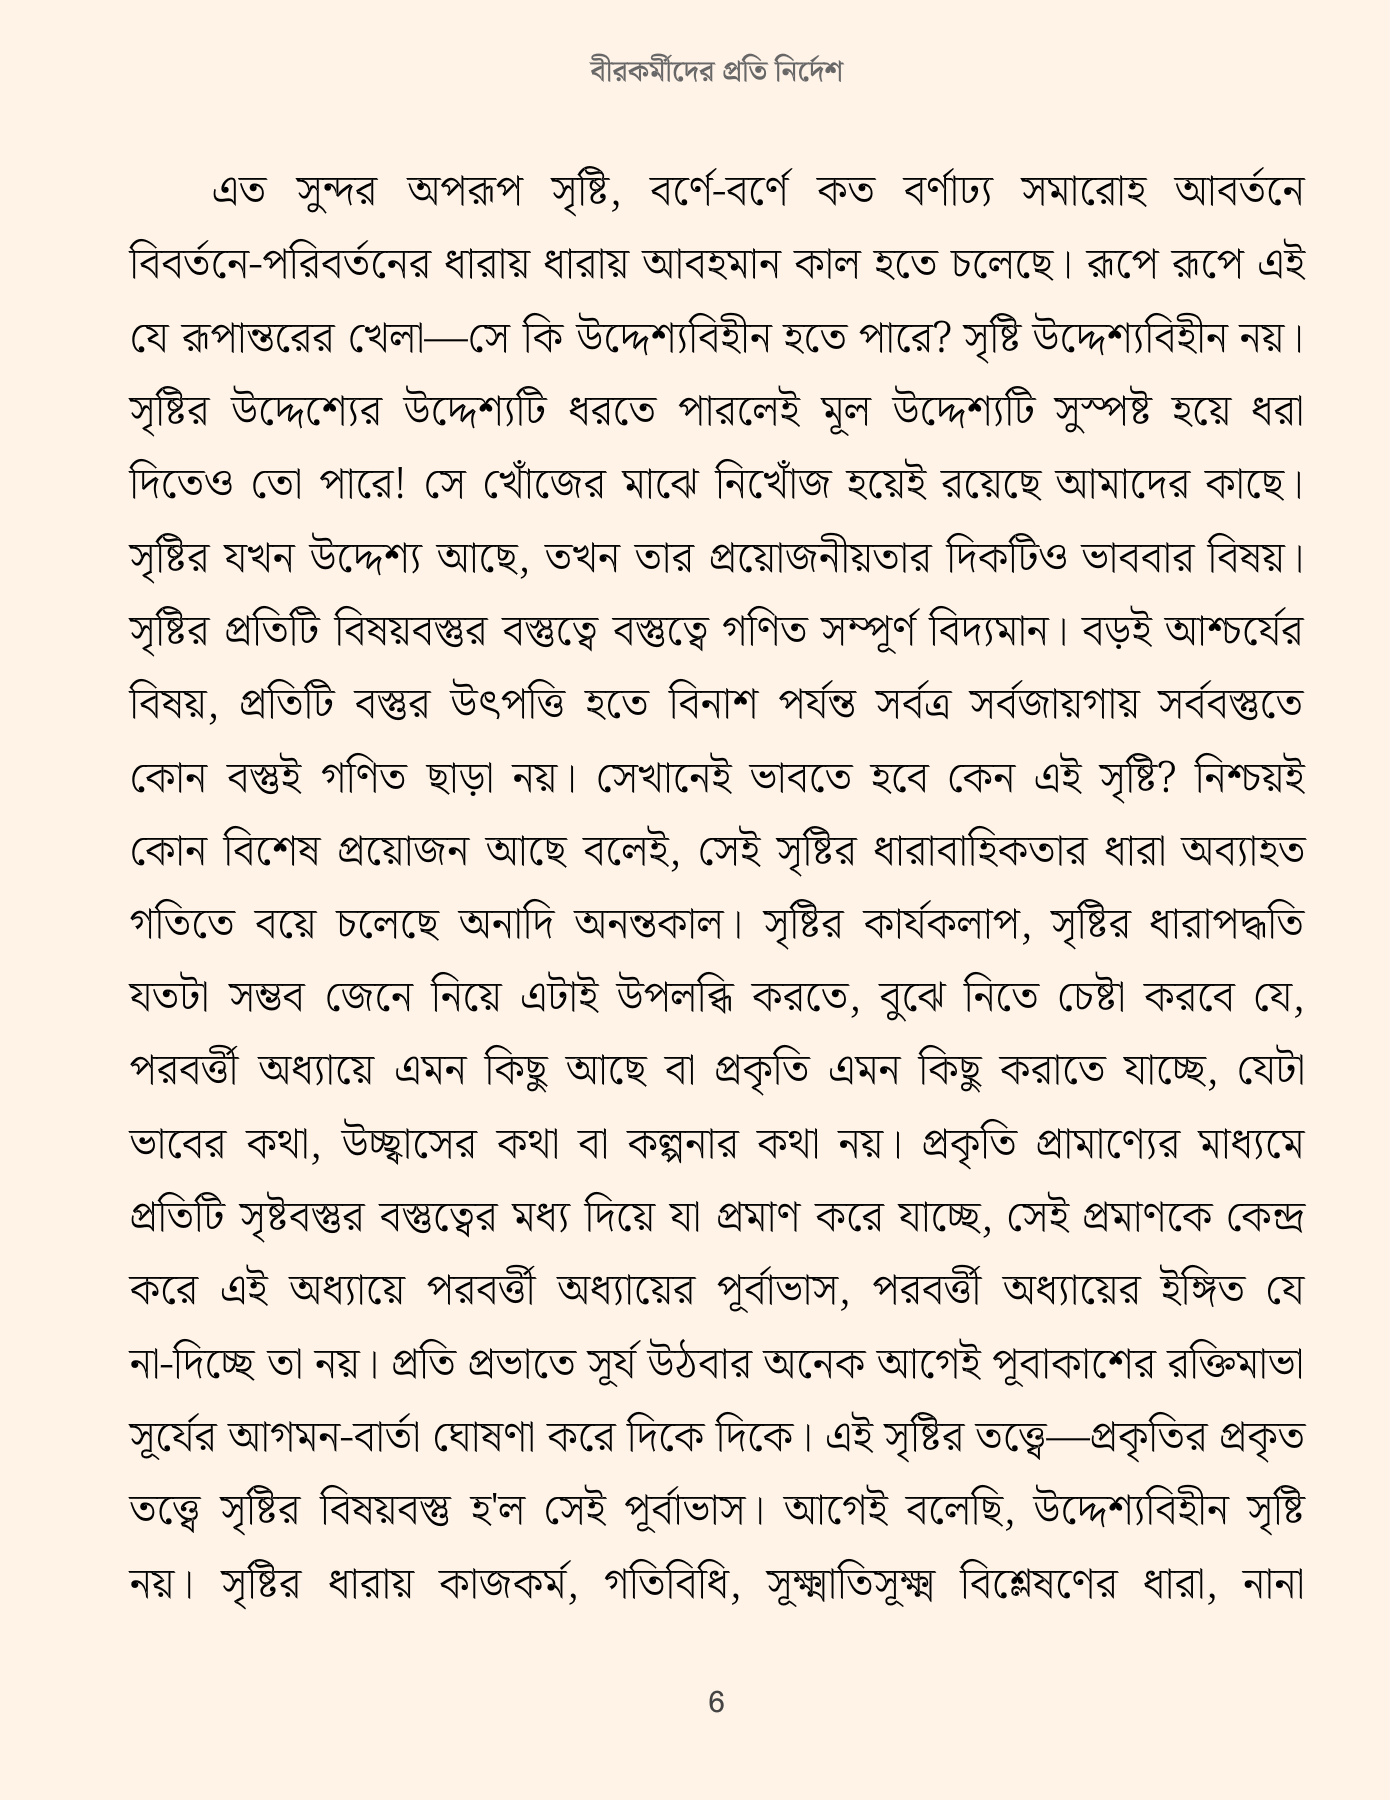 বীরকর্মীদের প্রতি নির্দেশ
এত সুন্দর অপরূপ সৃষ্টি, বর্ণে-বর্ণে কত বর্ণাঢ্য সমারোহ আবর্তনে
বিবর্তনে-পরিবর্তনের ধারায় ধারায় আবহমান কাল হতে চলেছে। রূপে রূপে এই
যে রূপান্তরের খেলা—সে কি উদ্দেশ্যবিহীন হতে পারে? সৃষ্টি উদ্দেশ্যবিহীন নয়।
সৃষ্টির উদ্দেশ্যের উদ্দেশ্যটি ধরতে পারলেই মূল উদ্দেশ্যটি সুস্পষ্ট হয়ে ধরা
দিতেও তো পারে! সে খোঁজের মাঝে নিখোঁজ হয়েই রয়েছে আমাদের কাছে।
সৃষ্টির যখন উদ্দেশ্য আছে, তখন তার প্রয়োজনীয়তার দিকটিও ভাববার বিষয়।
সৃষ্টির প্রতিটি বিষয়বস্তুর বস্তুত্বে বস্তুত্বে গণিত সম্পূর্ণ বিদ্যমান। বড়ই আশ্চর্যের
বিষয়, প্রতিটি বস্তুর উৎপত্তি হতে বিনাশ পর্যন্ত সর্বত্র সর্বজায়গায় সর্ববস্তুতে
কোন বস্তুই গণিত ছাড়া নয়। সেখানেই ভাবতে হবে কেন এই সৃষ্টি? নিশ্চয়ই
কোন বিশেষ প্রয়োজন আছে বলেই, সেই সৃষ্টির ধারাবাহিকতার ধারা অব্যাহত
গতিতে বয়ে চলেছে অনাদি অনন্তকাল। সৃষ্টির কার্যকলাপ, সৃষ্টির ধারাপদ্ধতি
যতটা সম্ভব জেনে নিয়ে এটাই উপলব্ধি করতে, বুঝে নিতে চেষ্টা করবে যে,
পরবর্ত্তী অধ্যায়ে এমন কিছু আছে বা প্রকৃতি এমন কিছু করাতে যাচ্ছে, যেটা
ভাবের কথা, উচ্ছ্বাসের কথা বা কল্পনার কথা নয়। প্রকৃতি প্রামাণ্যের মাধ্যমে
প্রতিটি সৃষ্টবস্তুর বস্তুত্বের মধ্য দিয়ে যা প্রমাণ করে যাচ্ছে, সেই প্রমাণকে কেন্দ্র
করে এই অধ্যায়ে পরবর্ত্তী অধ্যায়ের পূর্বাভাস, পরবর্ত্তী অধ্যায়ের ইঙ্গিত যে
না-দিচ্ছে তা নয়। প্রতি প্রভাতে সূর্য উঠবার অনেক আগেই পূবাকাশের রক্তিমাভা
সূর্যের আগমন-বার্তা ঘোষণা করে দিকে দিকে। এই সৃষ্টির তত্ত্বে—প্রকৃতির প্রকৃত
তত্ত্বে সৃষ্টির বিষয়বস্তু হ'ল সেই পূর্বাভাস। আগেই বলেছি, উদ্দেশ্যবিহীন সৃষ্টি
নয়। সৃষ্টির ধারায় কাজকর্ম, গতিবিধি, সূক্ষ্মাতিসূক্ষ্ম বিশ্লেষণের ধারা, নানা
6